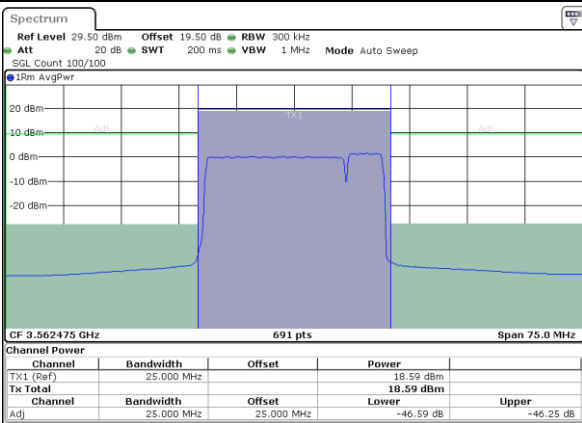 Spectrum
Ref Level 29.50 dBm Offset 19.50 dB RBW 300 kHz
Att 20 dB SWT 200 ms VBW 1 MHz Mode Auto Sweep
SGL Count 100/100
1Rm AvgPwr
20 dBm
TX1
Adj Adj
10 dBm
0 dBm
-10 dBm
-20 dBm
CF 3.562475 GHz 691 pts Span 75.0 MHz
Channel Power
Channel Bandwidth Offset Power
TX1 (Ref) 25.000 MHz 18.59 dBm
Tx Total 18.59 dBm
Channel Bandwidth Offset Lower Upper
Adj 25.000 MHz 25.000 MHz -46.59 dB -46.25 dB